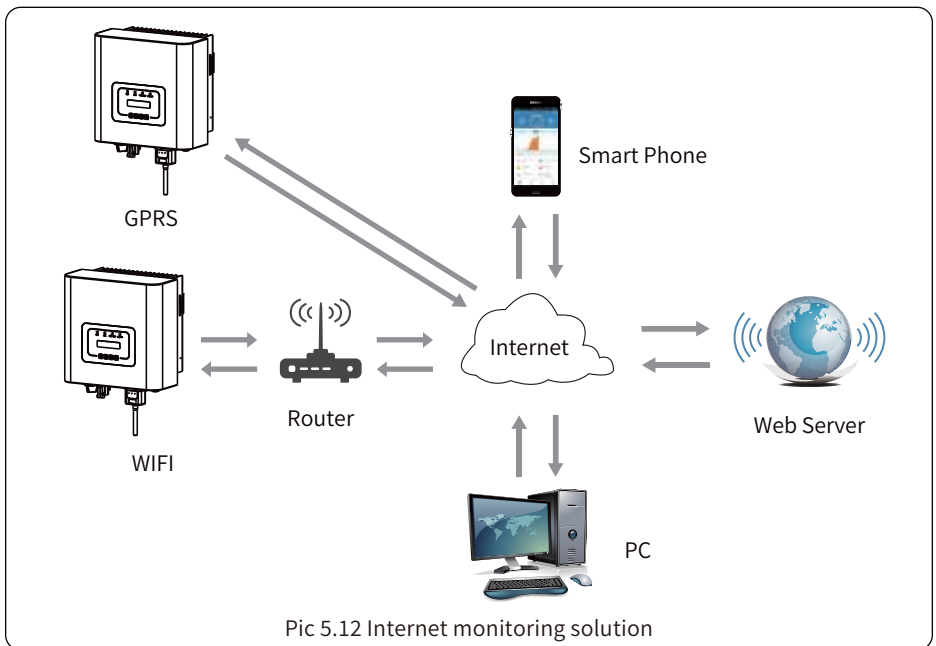 Smart Phone
GPRS
Internet
Router
Web Server
WIFI
PC
Pic 5.12 Internet monitoring solution